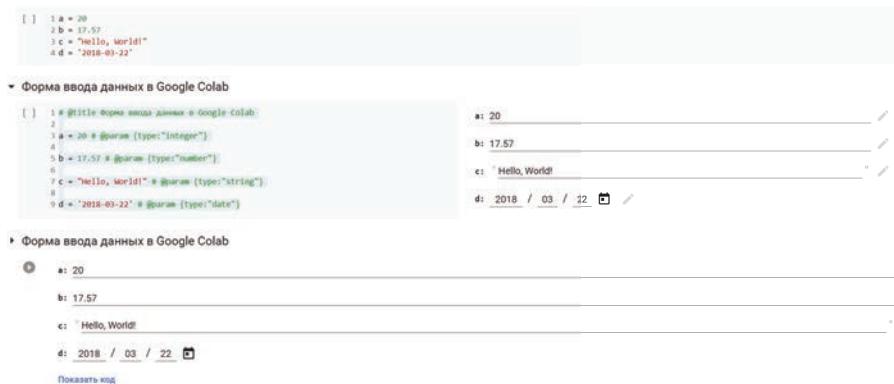 [ ] 1 a = 20
2 b = 17.57
3 c = "Hello, World!"
4 d = '2018-03-22'
Форма ввода данных в Google Colab
[ ] 1 # @title Форма ввода данных в Google Colab
2
3 a = 20 # @param {type:"integer"}
4
5 b = 17.57 # @param {type:"number"}
6
7 c = "Hello, World!" # @param {type:"string"}
8
9 d = '2018-03-22' # @param {type:"date"}
a: 20
b: 17.57
c: " Hello, World! "
d: 2018 / 03 / 22
Форма ввода данных в Google Colab
a: 20
b: 17.57
c: " Hello, World! "
d: 2018 / 03 / 22
Показать код